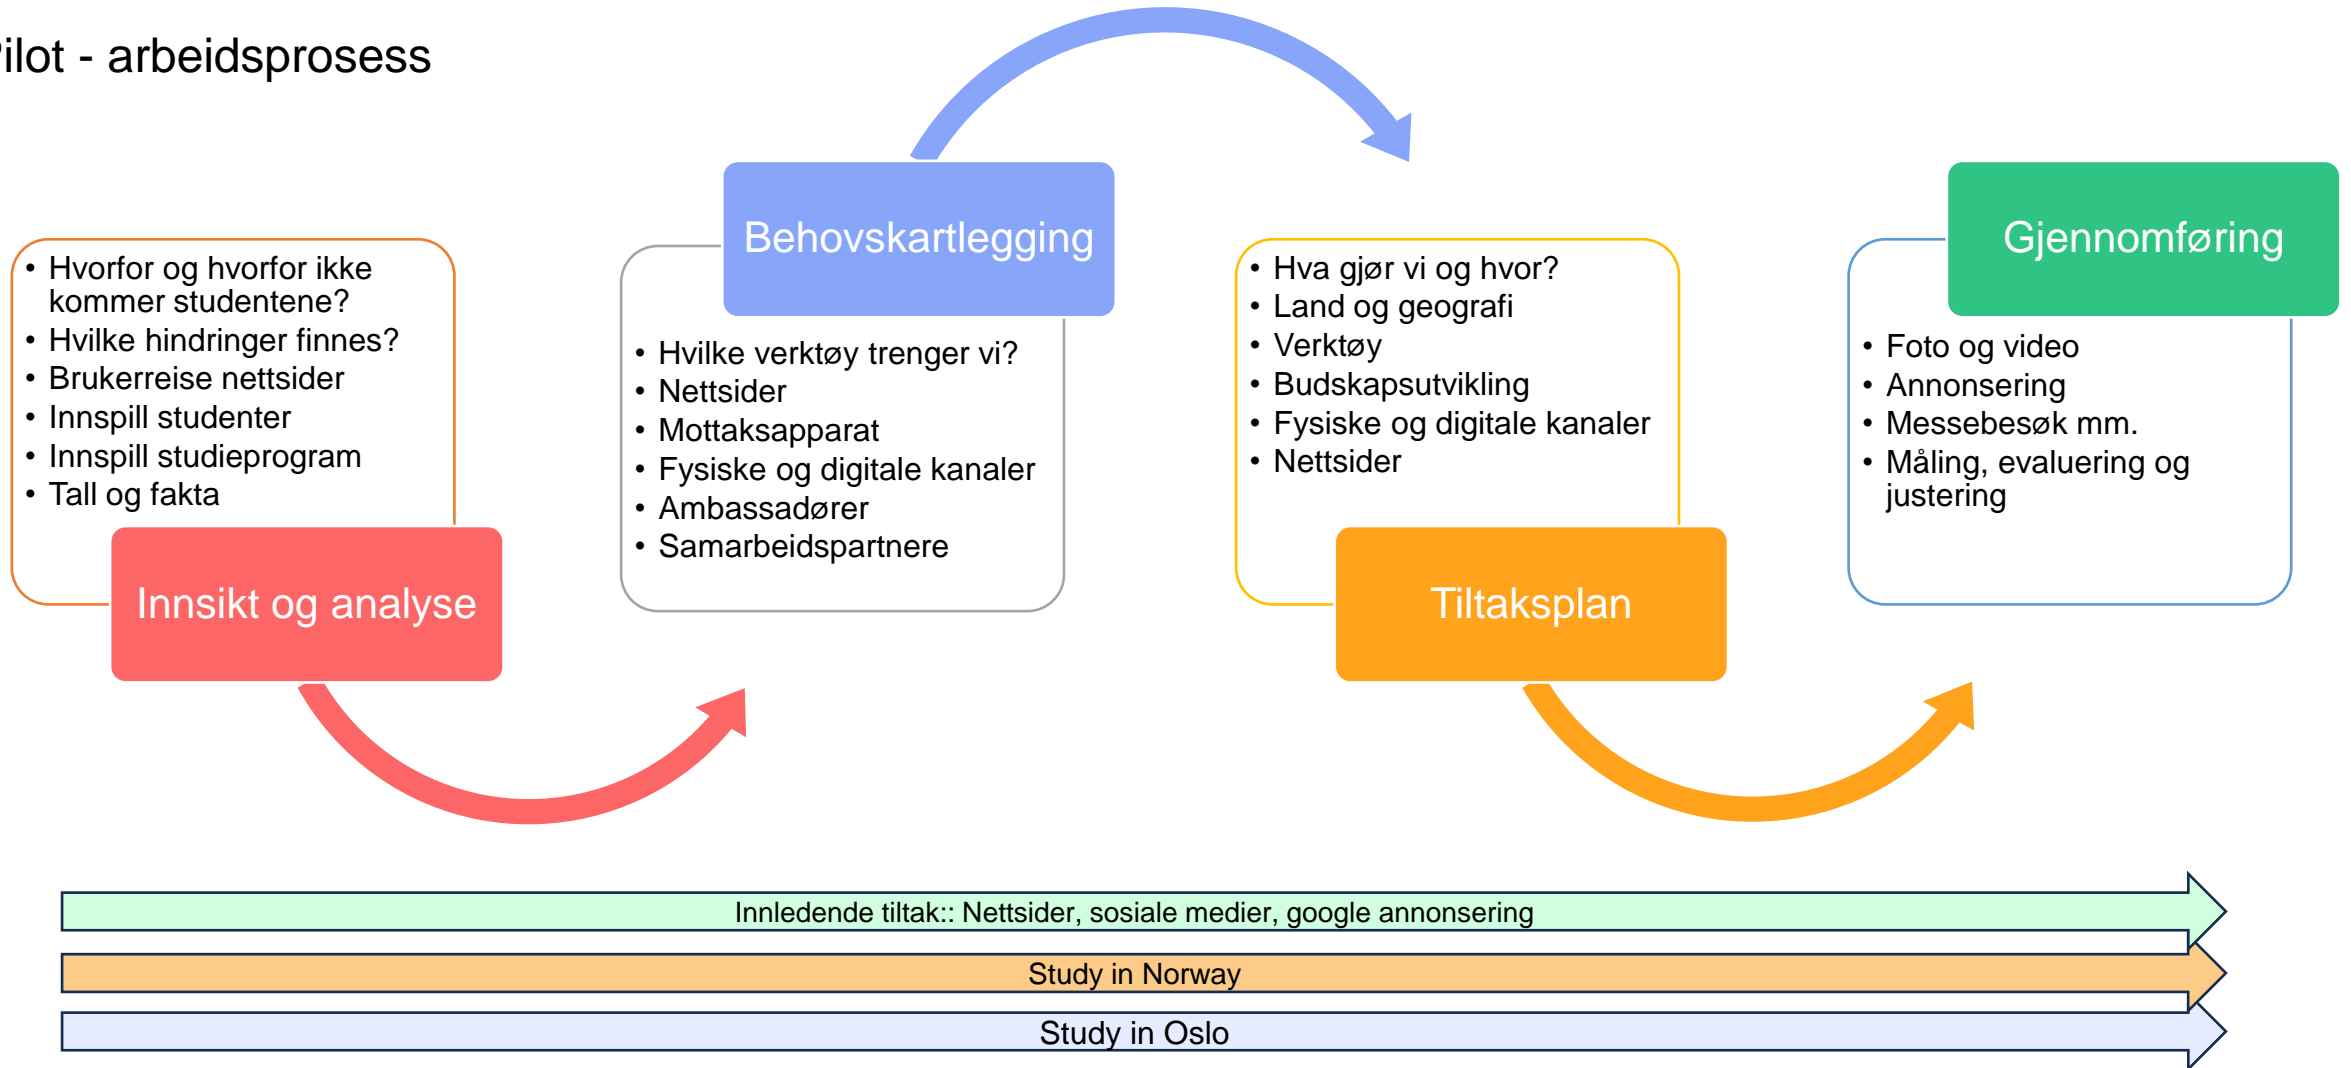 Pilot - arbeidsprosess
• Hvorfor og hvorfor ikke
kommer studentene?
• Hvilke hindringer finnes?
• Brukerreise nettsider
• Innspill studenter
• Innspill studieprogram
• Tall og fakta
Innsikt og analyse
Behovskartlegging
• Hvilke verktøy trenger vi?
• Nettsider
• Mottaksapparat
• Fysiske og digitale kanaler
• Ambassadører
• Samarbeidspartnere
• Hva gjør vi og hvor?
• Land og geografi
• Verktøy
• Budskapsutvikling
• Fysiske og digitale kanaler
• Nettsider
Tiltaksplan
Gjennomføring
• Foto og video
• Annonsering
• Messebesøk mm.
• Måling, evaluering og
justering
Innledende tiltak:: Nettsider, sosiale medier, google annonsering
Study in Norway
Study in Oslo